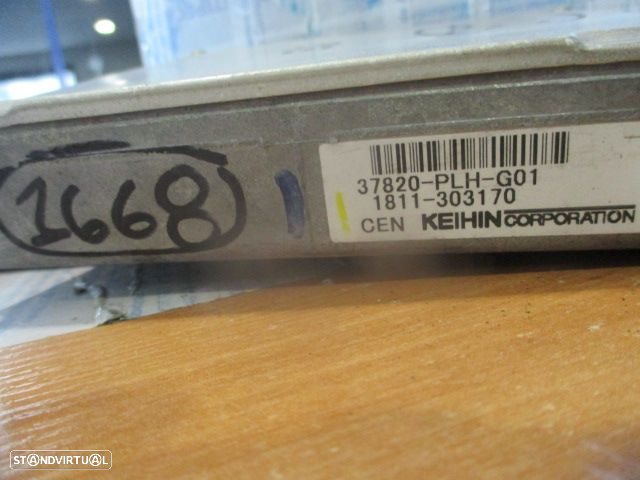 1668
37820-PLH-G01
1811-303170
CEN KEIHIN CORPORATION
STANDVIRTUAL